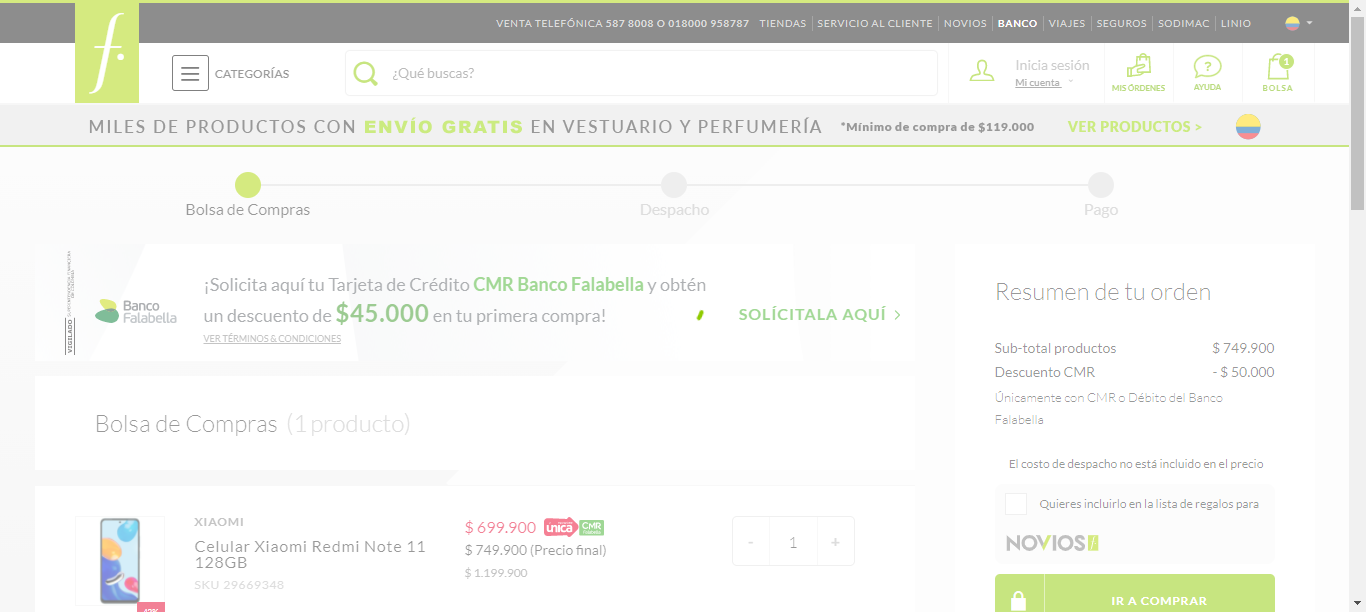 VENTA TELEFÓNICA 587 8008 O 018000 958787 TIENDAS SERVICIO AL CLIENTE NOVIOS BANCO VIAJES SEGUROS SODIMAC LINIO
f.
CATEGORÍAS
¿Qué buscas?
Inicia sesión
Mi cuenta
MIS ÓRDENES
AYUDA
1
BOLSA
MILES DE PRODUCTOS CON ENVÍO GRATIS EN VESTUARIO Y PERFUMERÍA *Mínimo de compra de $119.000 VER PRODUCTOS >
Bolsa de Compras
Despacho
Pago
VIGILADO
Banco
Falabella
¡Solicita aquí tu Tarjeta de Crédito CMR Banco Falabella y obtén
un descuento de $45.000 en tu primera compra!
VER TÉRMINOS & CONDICIONES
SOLÍCITALA AQUÍ >
Bolsa de Compras (1 producto)
XIAOMI
Celular Xiaomi Redmi Note 11
128GB
SKU 29669348
$ 699.900 única CMR
$ 749.900 (Precio final)
$ 1.199.900
- 1 +
Resumen de tu orden
Sub-total productos $ 749.900
Descuento CMR - $ 50.000
Únicamente con CMR o Débito del Banco
Falabella
El costo de despacho no está incluido en el precio
Quieres incluirlo en la lista de regalos para
NOVIOS f.
IR A COMPRAR